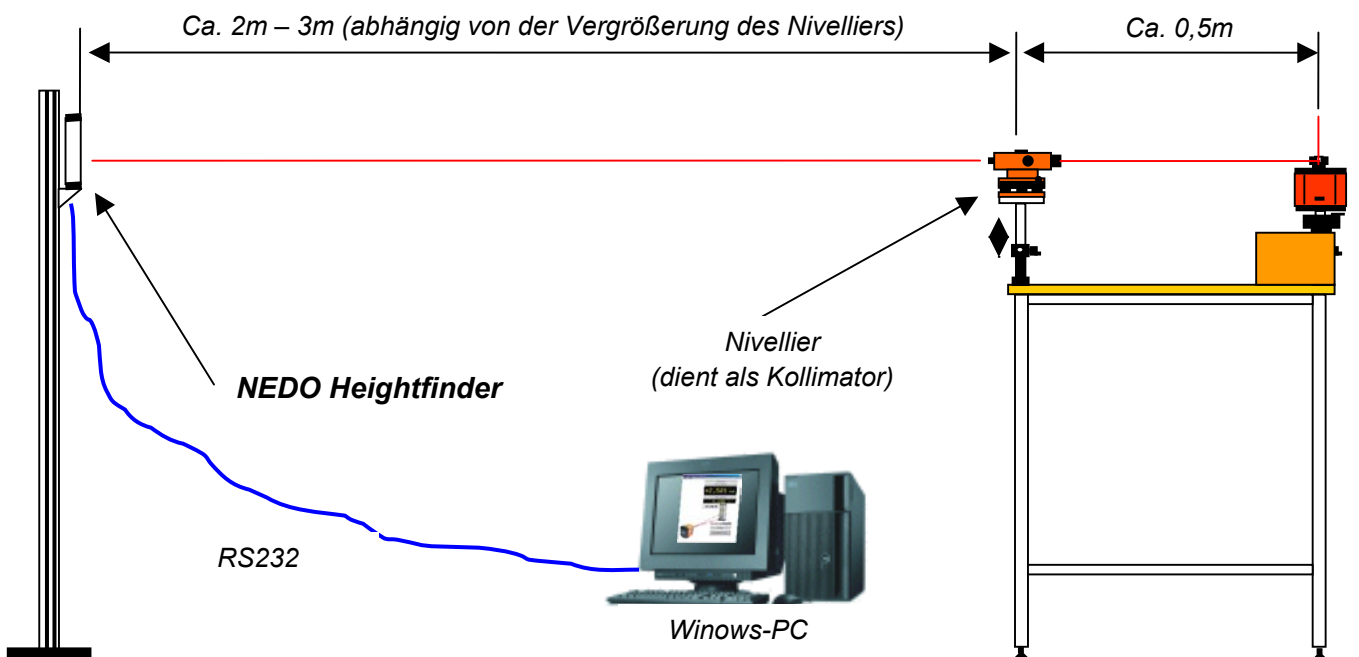 Ca. 2m – 3m (abhängig von der Vergrößerung des Nivelliers)
Ca. 0,5m
Nivellier
(dient als Kollimator)
NEDO Heightfinder
RS232
Winows-PC